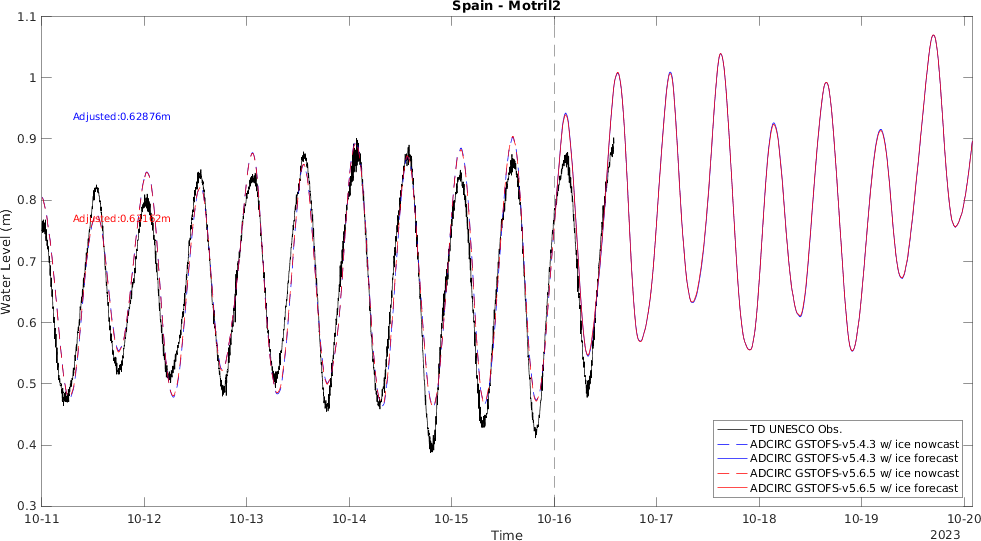 Spain - Motril2
1.1
1
0.9
0.8
0.7
0.6
0.5
0.4
0.3
Water Level (m)
Adjusted:0.62876m
TD UNESCO Obs.
ADCIRC GSTOFS-v5.4.3 w/ ice nowcast
ADCIRC GSTOFS-v5.4.3 w/ ice forecast
ADCIRC GSTOFS-v5.6.5 w/ ice nowcast
ADCIRC GSTOFS-v5.6.5 w/ ice forecast
10-11 10-12 10-13 10-14 10-15 10-16 10-17 10-18 10-19 10-20
Time
2023